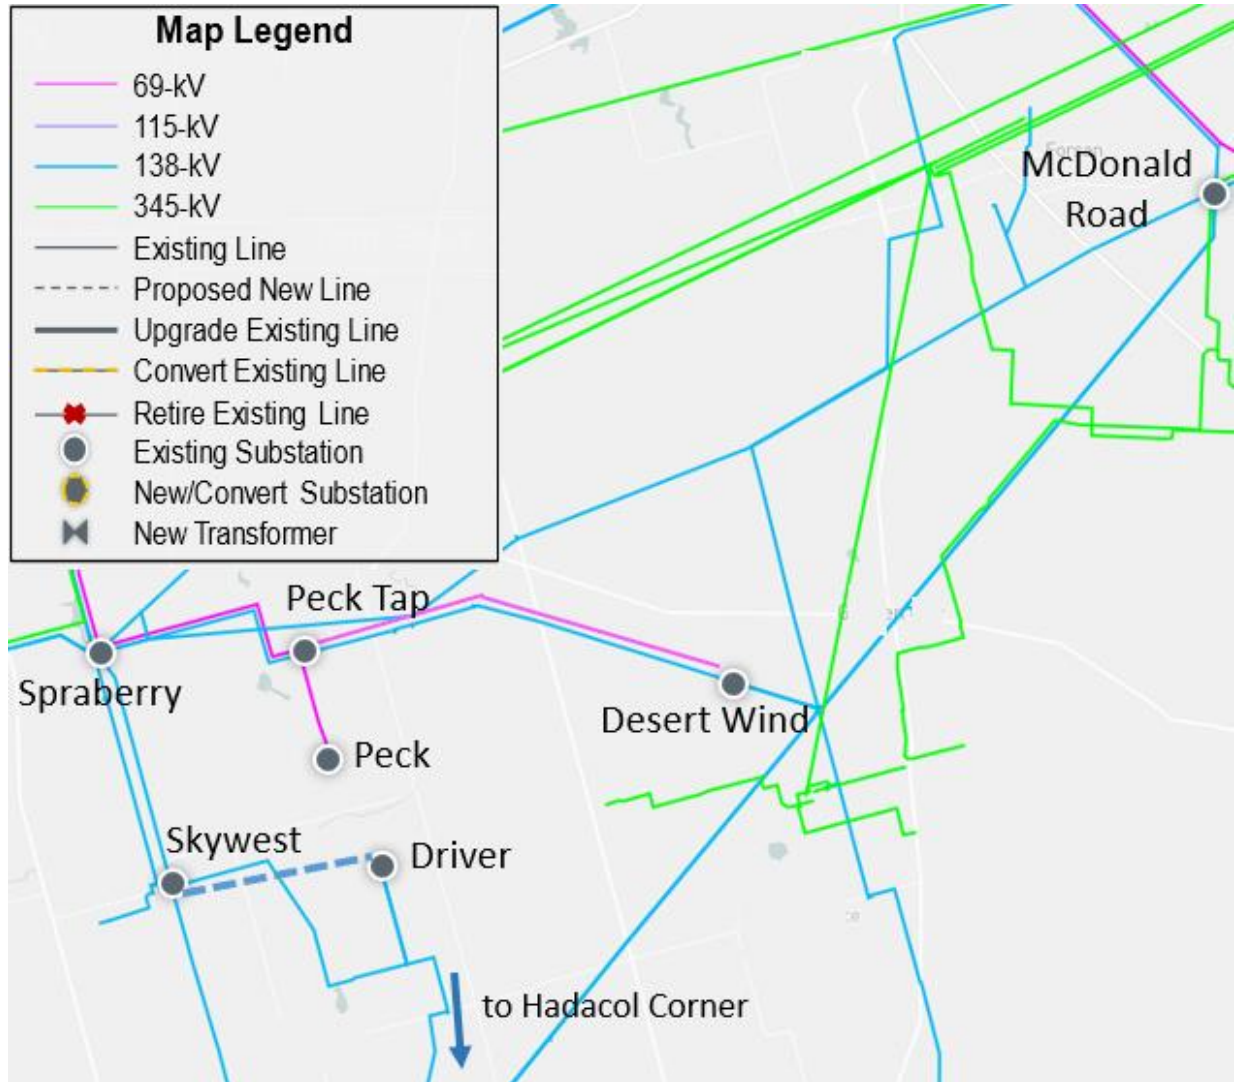 Map Legend
69-kV
115-kV
138-kV
345-kV
Existing Line
Proposed New Line
Upgrade Existing Line
Convert Existing Line
Retire Existing Line
Existing Substation
New/Convert Substation
New Transformer
Forsan
McDonald
Road
Peck Tap
Spraberry
Desert Wind
Peck
Skywest
Driver
to Hadacol Corner